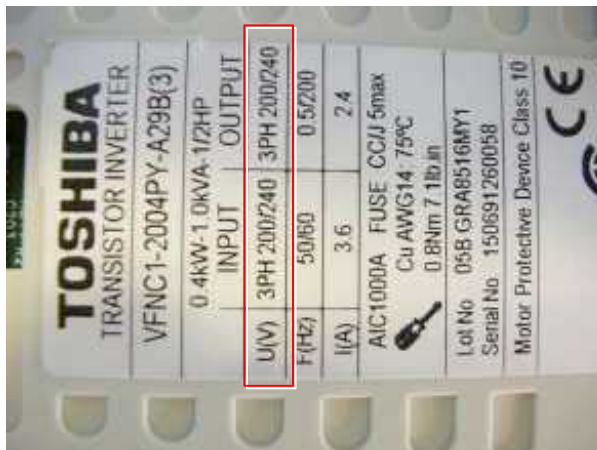 TOSHIBA
TRANSISTOR INVERTER
VFNC1-2004PY-A29B(3)
0.4kW-1.0kVA-1/2HP
INPUT OUTPUT
U(V) 3PH 200/240 3PH 200/240
F(Hz) 50/60 0.5/200
I(A) 3.6 2.4
AIC1000A FUSE CC/J 5max
Cu AWG14 75℃
0.8Nm 7.1lb.in
Lot No 05B GRA8516MY1
Serial No 150691260058
Motor Protective Device Class 10
CE